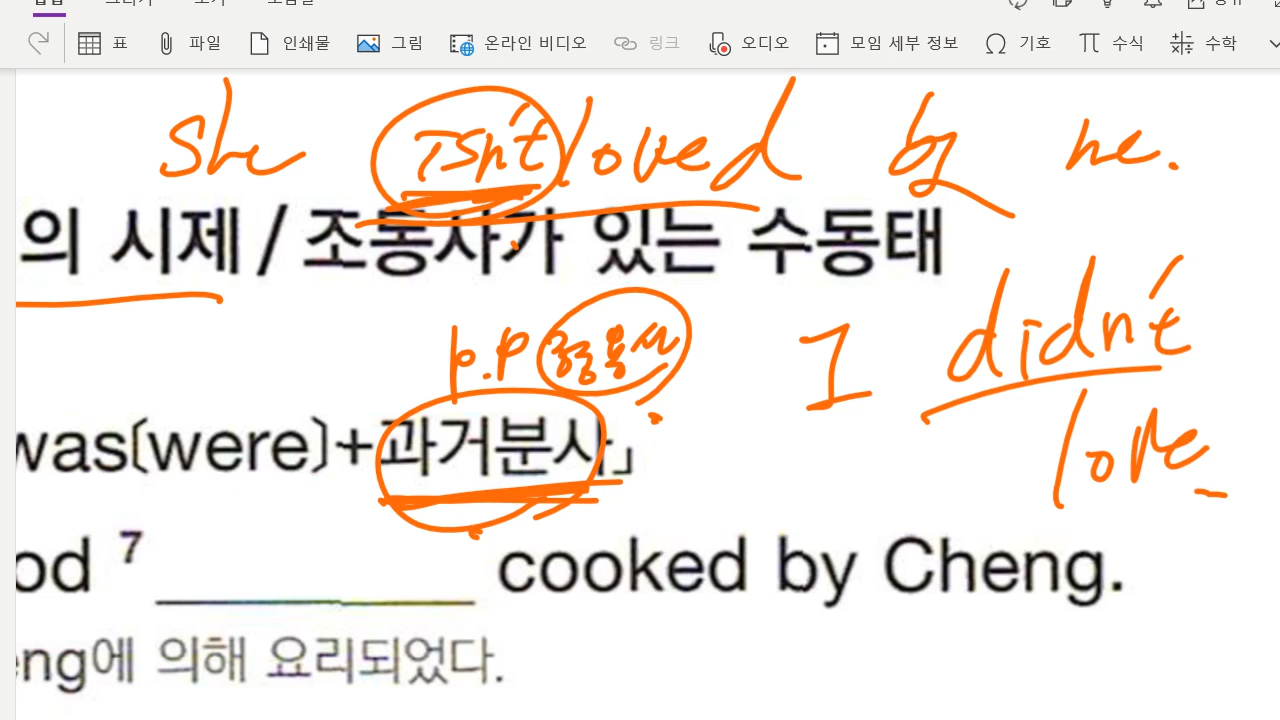 표 파일 인쇄물 그림 온라인 비디오 링크 오디오 모임 세부 정보 기호 수식 수학
She isn't loved by me.
의 시제 / 조동사가 있는 수동태
p.p 형용사 I didn't
love
was(were)+과거분사」
od 7 cooked by Cheng.
eng에 의해 요리되었다.